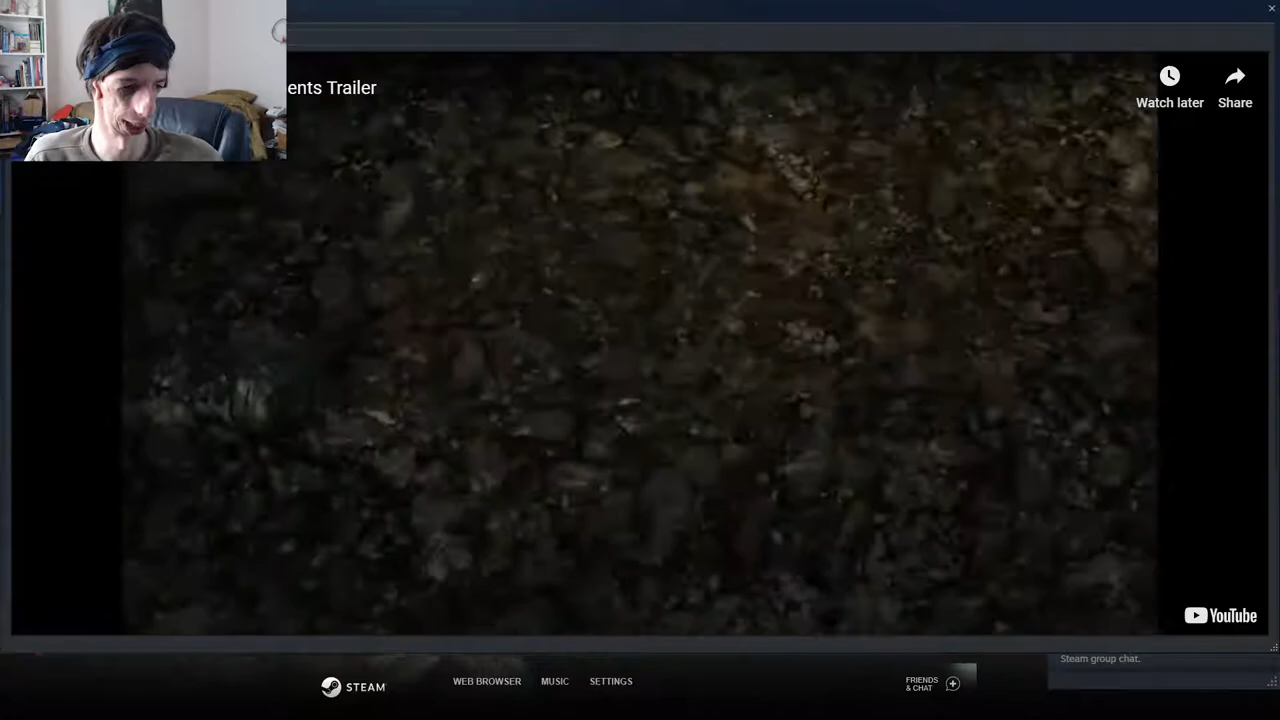 ents Trailer
Watch later
Share
YouTube
Steam group chat.
STEAM
WEB BROWSER
MUSIC
SETTINGS
FRIENDS
& CHAT